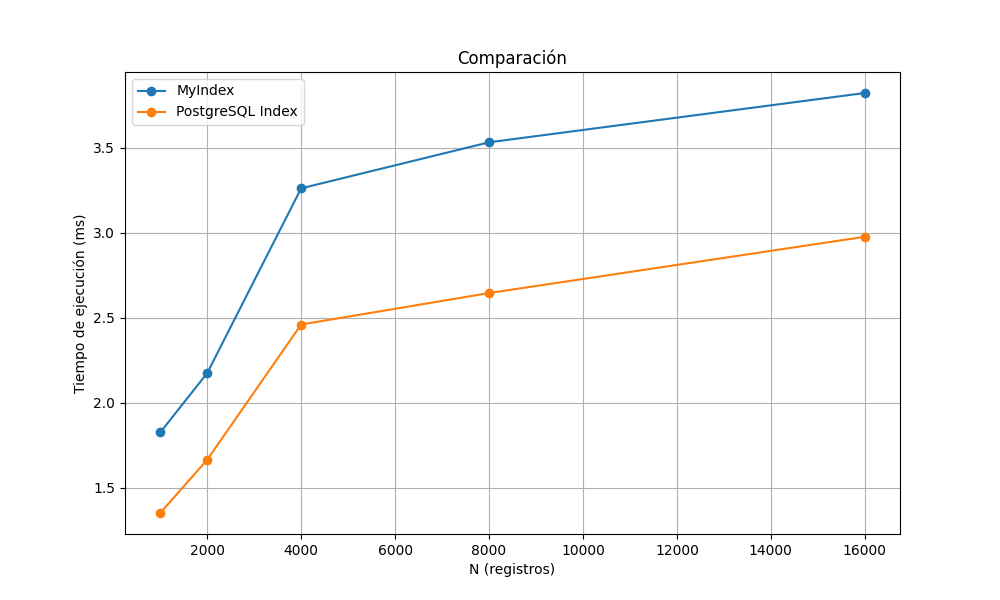 Comparación
MyIndex
PostgreSQL Index
Tiempo de ejecución (ms)
3.5
3.0
2.5
2.0
1.5
2000 4000 6000 8000 10000 12000 14000 16000
N (registros)